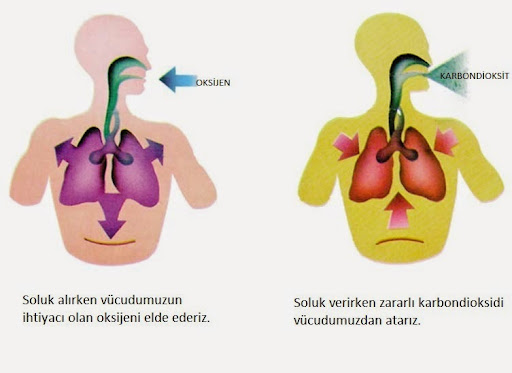 OKSİJEN
KARBONDİOKSİT
Soluk alırken vücudumuzun
ihtiyacı olan oksijeni elde ederiz.
Soluk verirken zararlı karbondioksidi
vücudumuzdan atarız.